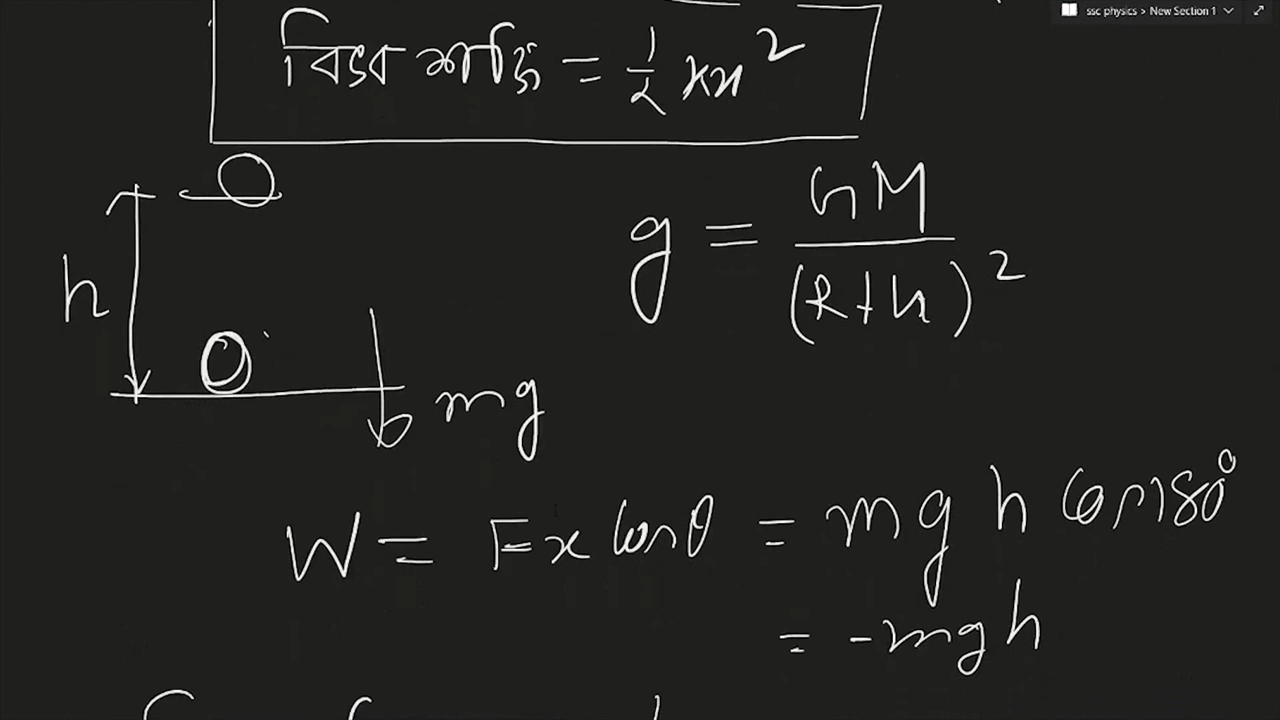 ssc physics > New Section 1
বিভব শক্তি = 1/2 kx²
g = GM/(R+h)²
h
mg
W = Fx cosθ = mgh cos180°
= -mgh